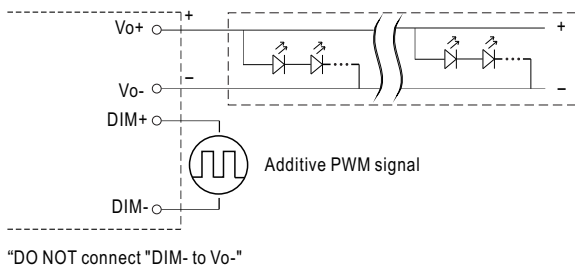 Vo+ + +
Vo- – –
DIM+
Additive PWM signal
DIM-
“DO NOT connect "DIM- to Vo-"